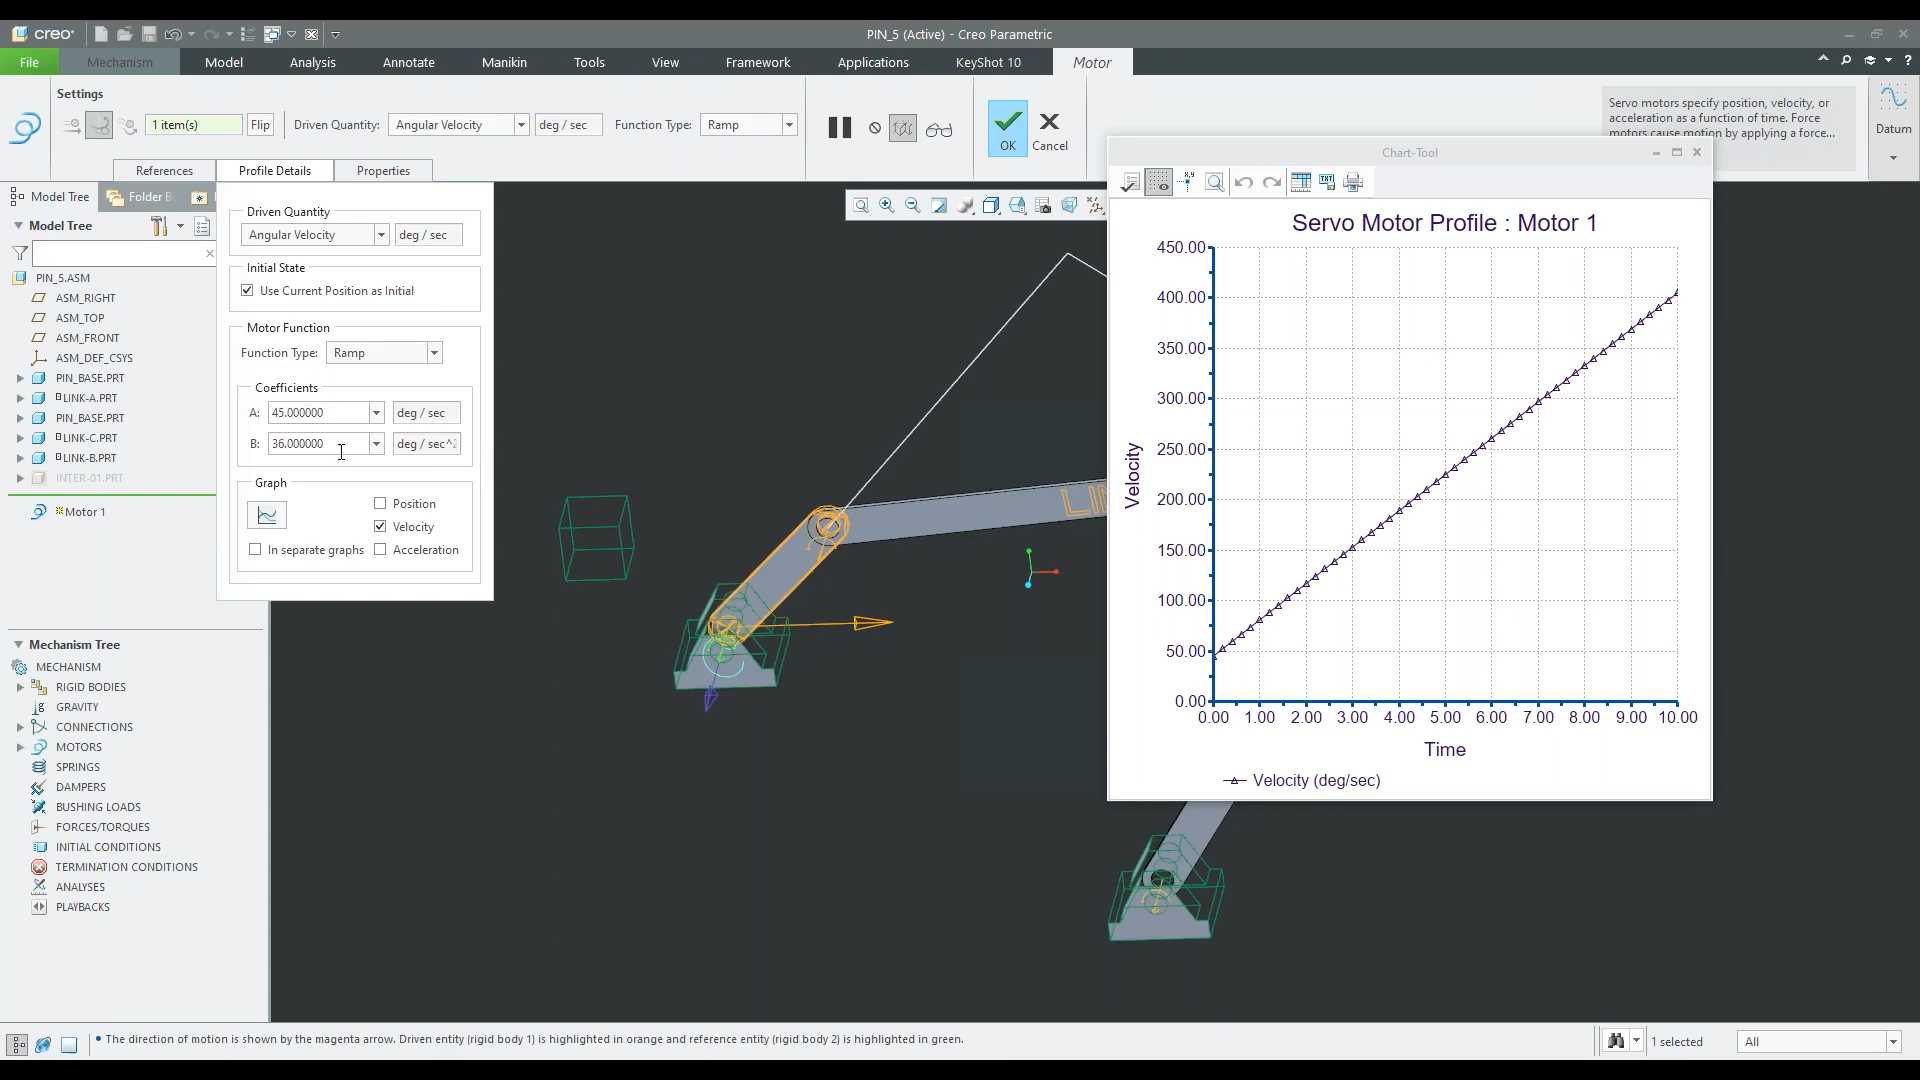 creo
PIN_5 (Active) - Creo Parametric
File
Mechanism
Model
Analysis
Annotate
Manikin
Tools
View
Framework
Applications
KeyShot 10
Motor
?
Settings
1 item(s)
Flip
Driven Quantity:
Angular Velocity
deg / sec
Function Type:
Ramp
OK
Cancel
Servo motors specify position, velocity, or
acceleration as a function of time. Force
motors cause motion by applying a force...
Datum
References
Profile Details
Properties
Model Tree
Folder B
Model Tree
PIN_5.ASM
ASM_RIGHT
ASM_TOP
ASM_FRONT
ASM_DEF_CSYS
PIN_BASE.PRT
LINK-A.PRT
PIN_BASE.PRT
LINK-C.PRT
LINK-B.PRT
INTER-01.PRT
Motor 1
Driven Quantity
Angular Velocity
deg / sec
Initial State
Use Current Position as Initial
Motor Function
Function Type:
Ramp
Coefficients
A:
45.000000
deg / sec
B:
36.000000
deg / sec^
Graph
Position
Velocity
In separate graphs
Acceleration
Mechanism Tree
MECHANISM
RIGID BODIES
GRAVITY
CONNECTIONS
MOTORS
SPRINGS
DAMPERS
BUSHING LOADS
FORCES/TORQUES
INITIAL CONDITIONS
TERMINATION CONDITIONS
ANALYSES
PLAYBACKS
LIN
Chart-Tool
x,y
TXT
Servo Motor Profile : Motor 1
450.00
400.00
350.00
300.00
250.00
200.00
150.00
100.00
50.00
0.00
Velocity
0.00 1.00 2.00 3.00 4.00 5.00 6.00 7.00 8.00 9.00 10.00
Time
Velocity (deg/sec)
The direction of motion is shown by the magenta arrow. Driven entity (rigid body 1) is highlighted in orange and reference entity (rigid body 2) is highlighted in green.
1 selected
All